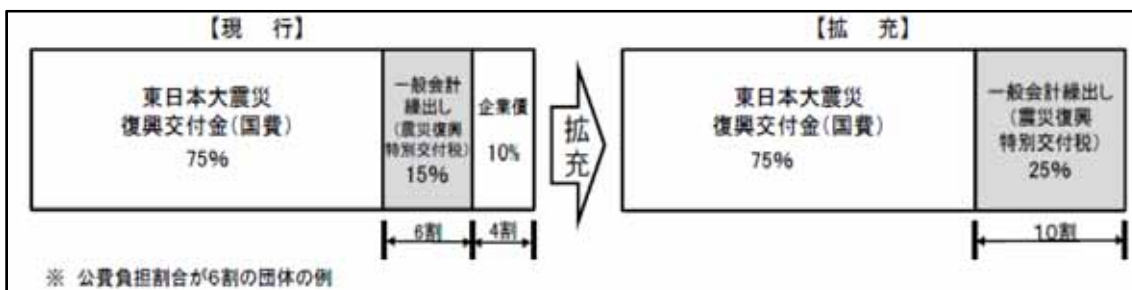 【現 行】
東日本大震災
復興交付金(国費)
75%
一般会計
繰出し
(震災復興
特別交付税)
15%
企業債
10%
6割
4割
拡充
【拡 充】
東日本大震災
復興交付金(国費)
75%
一般会計繰出し
(震災復興
特別交付税)
25%
10割
※ 公費負担割合が6割の団体の例